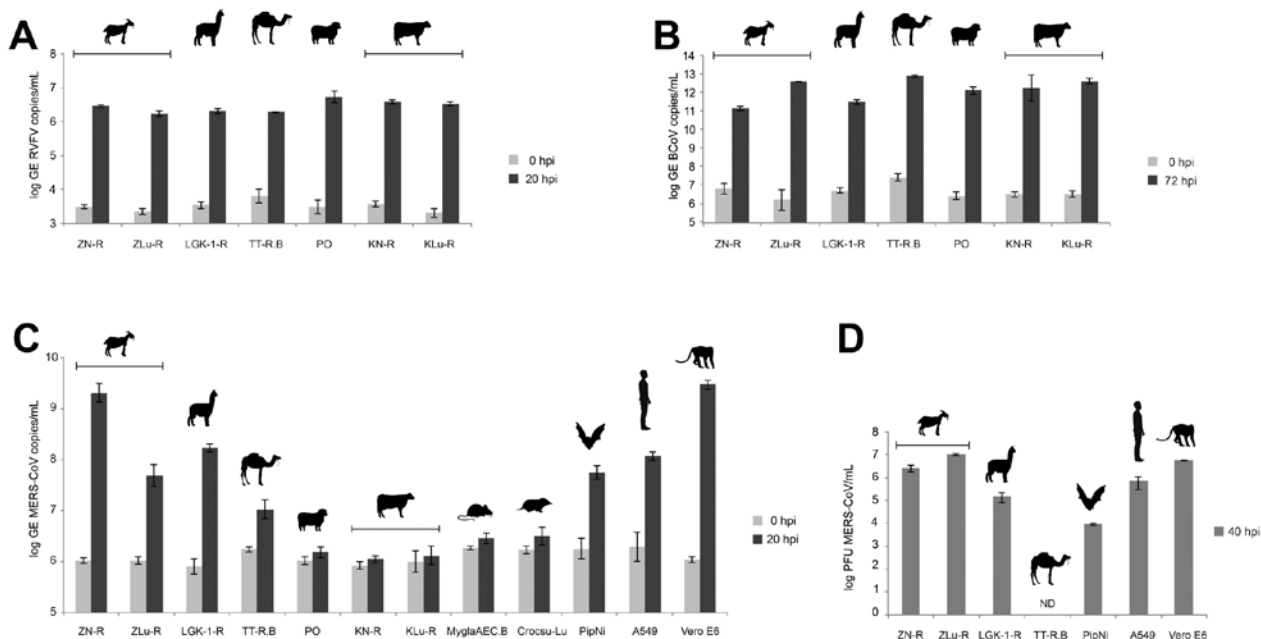 A
log GE RVFV copies/mL
8
7
6
5
4
3
ZN-R ZLu-R LGK-1-R TT-R.B PO KN-R KLu-R
0 hpi
20 hpi
B
log GE BCoV copies/mL
14
13
12
11
10
9
8
7
6
5
ZN-R ZLu-R LGK-1-R TT-R.B PO KN-R KLu-R
0 hpi
72 hpi
C
log GE MERS-CoV copies/mL
10
9
8
7
6
5
ZN-R ZLu-R LGK-1-R TT-R.B PO KN-R KLu-R MyglaAEC.B Crocsu-Lu PipNi A549 Vero E6
0 hpi
20 hpi
D
log PFU MERS-CoV/mL
8
7
6
5
4
3
2
1
0
ND
ZN-R ZLu-R LGK-1-R TT-R.B PipNi A549 Vero E6
40 hpi